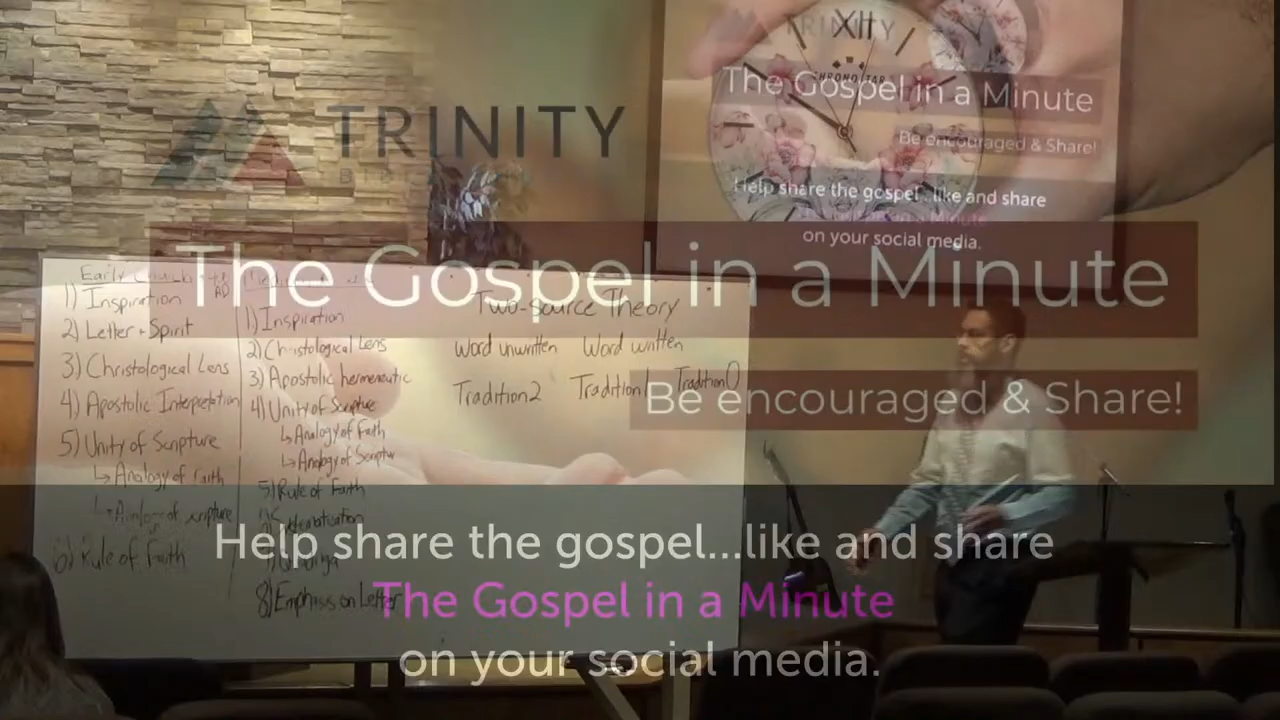 TRINITY
The Gospel in a Minute
Be encouraged & Share!
Help share the gospel...like and share
The Gospel in a Minute
on your social media.
TRINITY
XII
The Gospel in a Minute
Be encouraged & Share!
Help share the gospel...like and share
Minute
on your social media.
Early
AD
1) Inspiration
2) Letter + Spirit
3) Christological Lens
4) Apostolic Interpretation
5) Unity of Scripture
↳ Analogy of Faith
↳ Analogy of Scripture
6) Rule of Faith
1) Inspiration
2) Christological Lens
3) Apostolic hermeneutic
4) Unity of Scripture
↳ Analogy of Faith
↳ Analogy of Scriptur
5) Rule of Faith
8) Emphasis on Letter
Two-source Theory
Word unwritten Word written
Tradition2 Tradition1 Tradition0